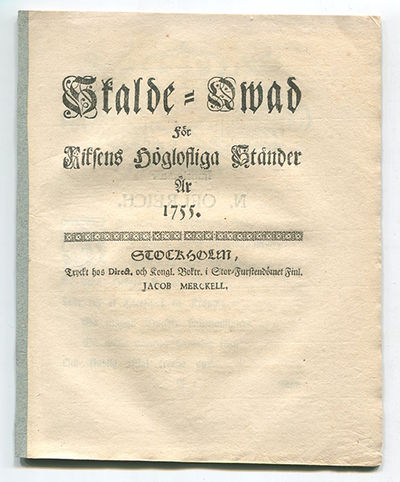 Skalde=Qwad
För
Riksens Höglofliga Ständer
År
1755.
STOCKHOLM,
Tryckt hos Direct. och Kongl. Boktr. i Stor-Furstendömet Finl.
JACOB MERCKELL.